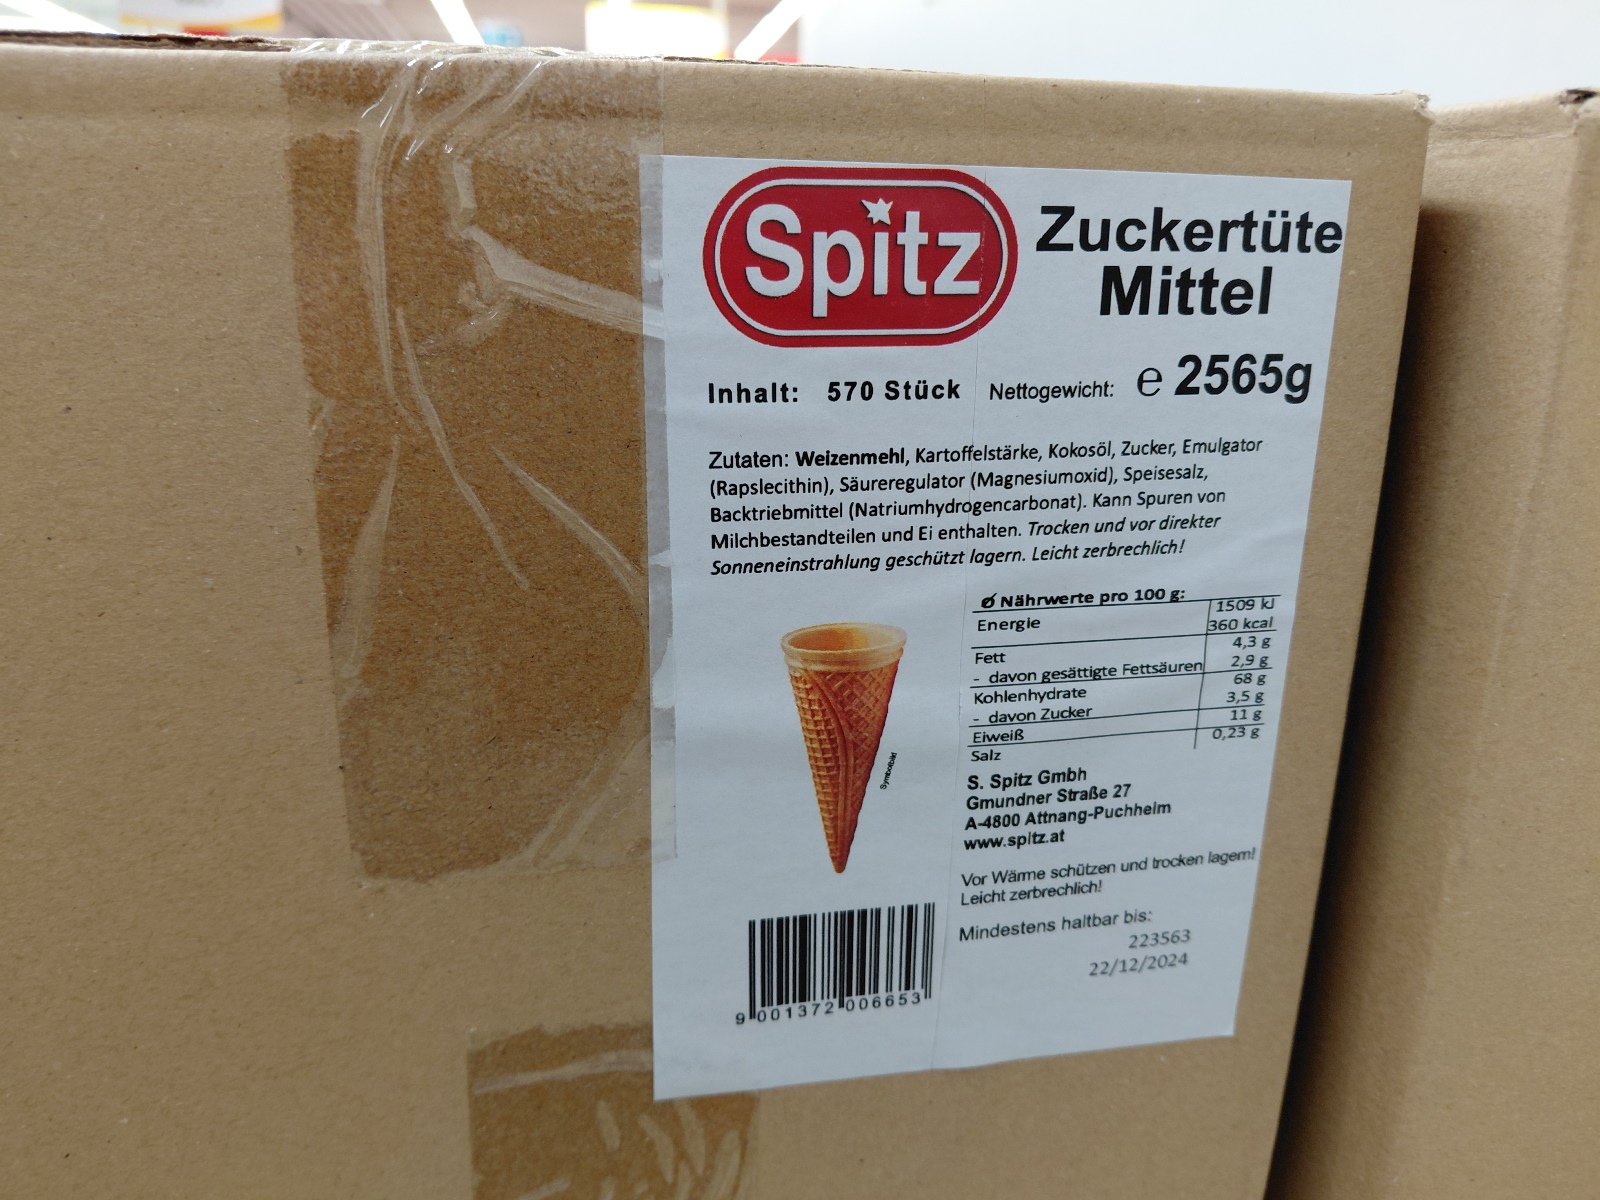 Spitz
Zuckertüte
Mittel
Inhalt: 570 Stück Nettogewicht: ℮ 2565g
Zutaten: Weizenmehl, Kartoffelstärke, Kokosöl, Zucker, Emulgator
(Rapslecithin), Säureregulator (Magnesiumoxid), Speisesalz,
Backtriebmittel (Natriumhydrogencarbonat). Kann Spuren von
Milchbestandteilen und Ei enthalten. Trocken und vor direkter
Sonneneinstrahlung geschützt lagern. Leicht zerbrechlich!
Ø Nährwerte pro 100 g:
Energie 1509 kJ
360 kcal
Fett 4,3 g
- davon gesättigte Fettsäuren 2,9 g
Kohlenhydrate 68 g
- davon Zucker 3,5 g
Eiweiß 11 g
Salz 0,23 g
Symbolbild
S. Spitz Gmbh
Gmundner Straße 27
A-4800 Attnang-Puchheim
www.spitz.at
Vor Wärme schützen und trocken lagern!
Leicht zerbrechlich!
Mindestens haltbar bis:
223563
22/12/2024
9 001372 006653